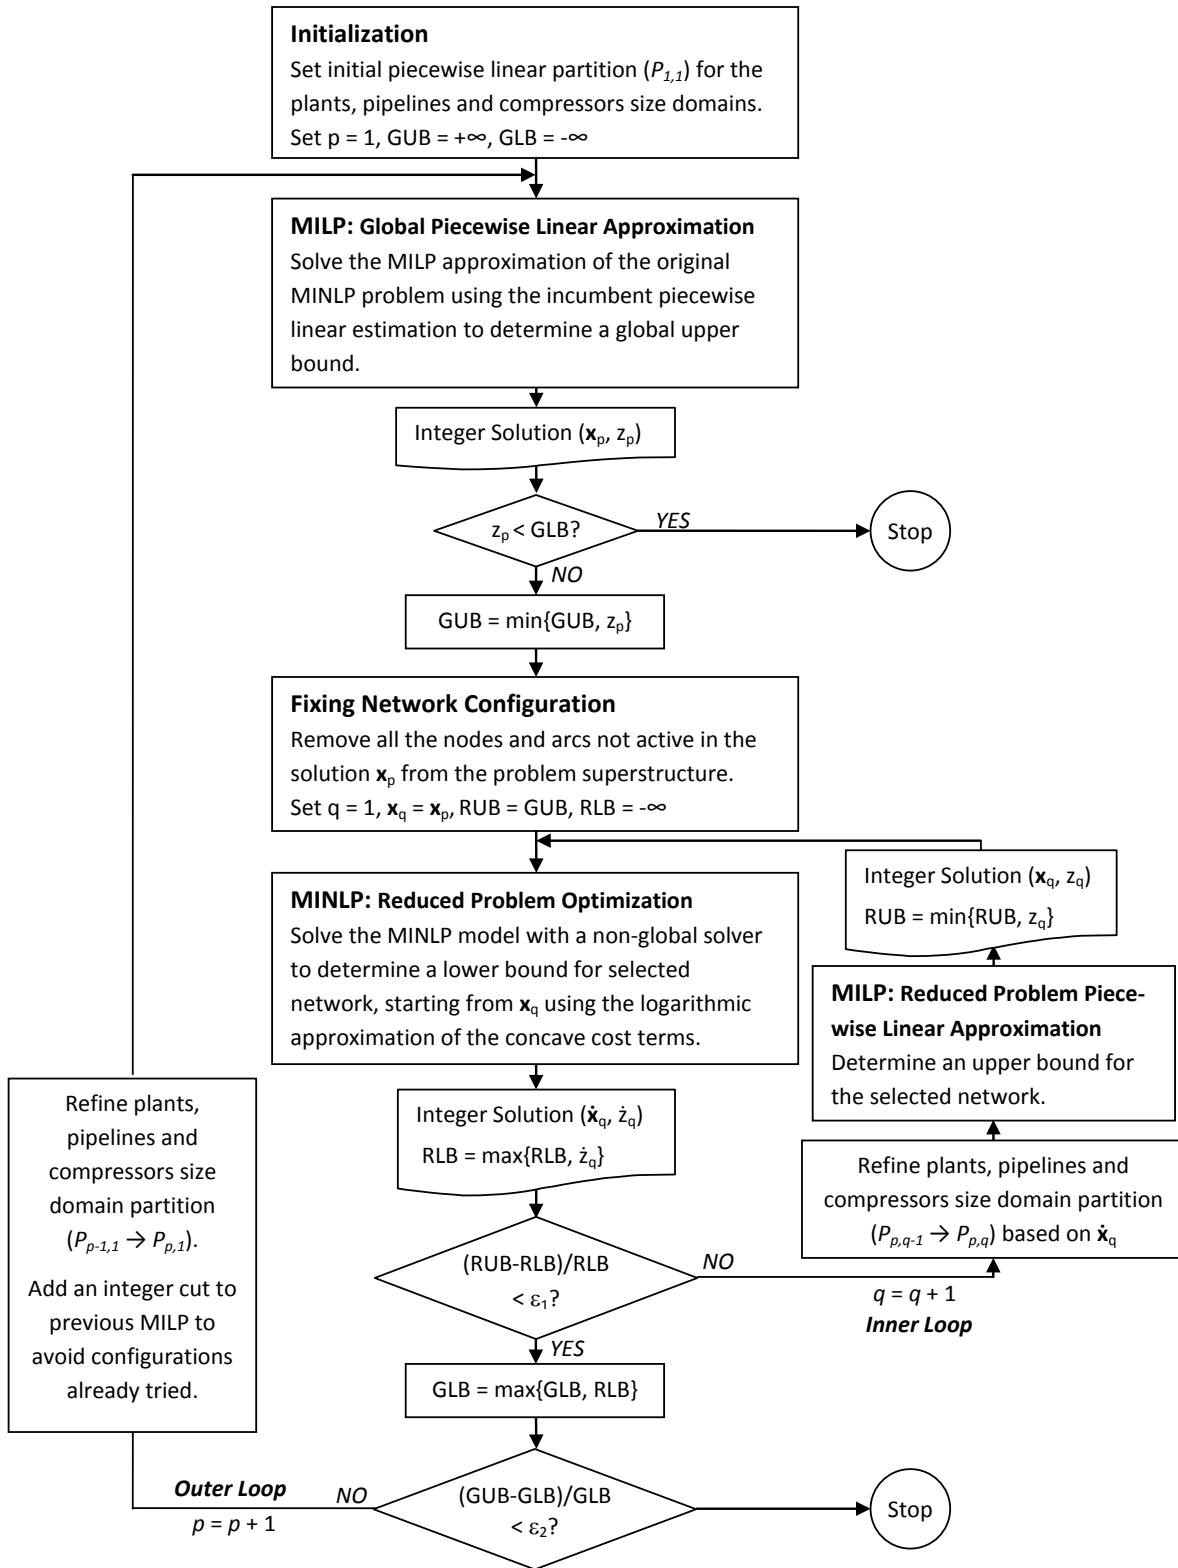 Initialization
Set initial piecewise linear partition (P1,1) for the
plants, pipelines and compressors size domains.
Set p = 1, GUB = +∞, GLB = -∞
MILP: Global Piecewise Linear Approximation
Solve the MILP approximation of the original
MINLP problem using the incumbent piecewise
linear estimation to determine a global upper
bound.
Integer Solution (xp, zp)
zp < GLB?
YES
Stop
NO
GUB = min{GUB, zp}
Fixing Network Configuration
Remove all the nodes and arcs not active in the
solution xp from the problem superstructure.
Set q = 1, xq = xp, RUB = GUB, RLB = -∞
MINLP: Reduced Problem Optimization
Solve the MINLP model with a non-global solver
to determine a lower bound for selected
network, starting from xq using the logarithmic
approximation of the concave cost terms.
Integer Solution (ẋq, żq)
RLB = max{RLB, żq}
(RUB-RLB)/RLB
< ε1?
NO
q = q + 1
Inner Loop
Refine plants, pipelines and
compressors size domain partition
(Pp,q-1 → Pp,q) based on ẋq
MILP: Reduced Problem Piece-
wise Linear Approximation
Determine an upper bound for
the selected network.
Integer Solution (xq, zq)
RUB = min{RUB, zq}
YES
GLB = max{GLB, RLB}
(GUB-GLB)/GLB
< ε2?
Stop
NO
Outer Loop
p = p + 1
Refine plants,
pipelines and
compressors size
domain partition
(Pp-1,1 → Pp,1).
Add an integer cut to
previous MILP to
avoid configurations
already tried.